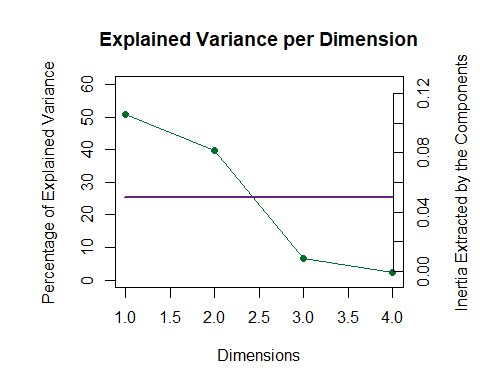 Explained Variance per Dimension
Percentage of Explained Variance
60
50
40
30
20
10
0
0.12
0.08
0.04
0.00
Inertia Extracted by the Components
1.0 1.5 2.0 2.5 3.0 3.5 4.0
Dimensions